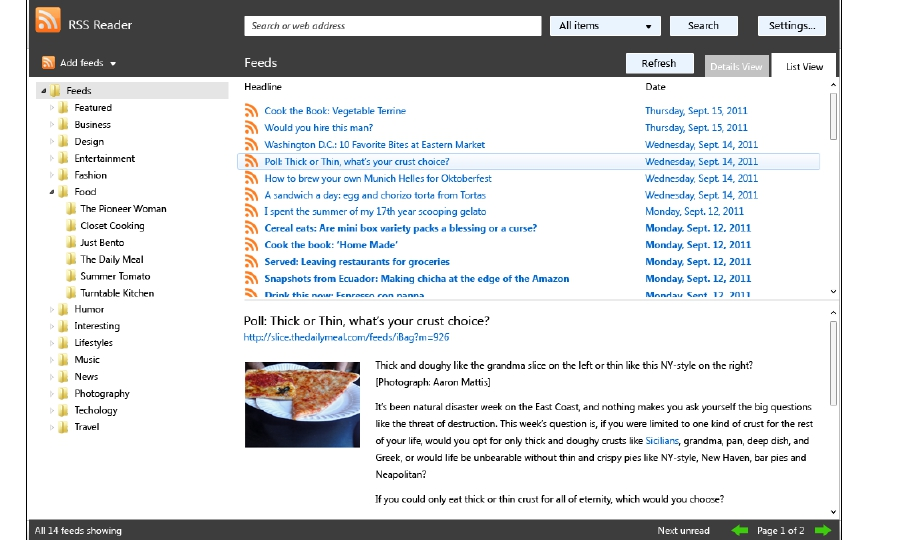 RSS Reader
Search or web address
All items
Search
Settings...
Add feeds
Feeds
Refresh
Details View
List View
Feeds
Featured
Business
Design
Entertainment
Fashion
Food
The Pioneer Woman
Closet Cooking
Just Bento
The Daily Meal
Summer Tomato
Turntable Kitchen
Humor
Interesting
Lifestyles
Music
News
Photography
Techology
Travel
Headline Date
Cook the Book: Vegetable Terrine Thursday, Sept. 15, 2011
Would you hire this man? Thursday, Sept. 15, 2011
Washington D.C.: 10 Favorite Bites at Eastern Market Wednesday, Sept. 14, 2011
Poll: Thick or Thin, what's your crust choice? Wednesday, Sept. 14, 2011
How to brew your own Munich Helles for Oktoberfest Wednesday, Sept. 14, 2011
A sandwich a day: egg and chorizo torta from Tortas Wednesday, Sept. 14, 2011
I spent the summer of my 17th year scooping gelato Monday, Sept. 12, 2011
Cereal eats: Are mini box variety packs a blessing or a curse? Monday, Sept. 12, 2011
Cook the book: ‘Home Made’ Monday, Sept. 12, 2011
Served: Leaving restaurants for groceries Monday, Sept. 12, 2011
Snapshots from Ecuador: Making chicha at the edge of the Amazon Monday, Sept. 12, 2011
Drink this now: Espresso con panna Monday, Sept. 12, 2011
Poll: Thick or Thin, what's your crust choice?
http://slice.thedailymeal.com/feeds/iBag?m=926
Thick and doughy like the grandma slice on the left or thin like this NY-style on the right?
[Photograph: Aaron Mattis]
It's been natural disaster week on the East Coast, and nothing makes you ask yourself the big questions
like the threat of destruction. This week's question is, if you were limited to one kind of crust for the rest
of your life, would you opt for only thick and doughy crusts like Sicilians, grandma, pan, deep dish, and
Greek, or would life be unbearable without thin and crispy pies like NY-style, New Haven, bar pies and
Neapolitan?
If you could only eat thick or thin crust for all of eternity, which would you choose?
All 14 feeds showing
Next unread
Page 1 of 2